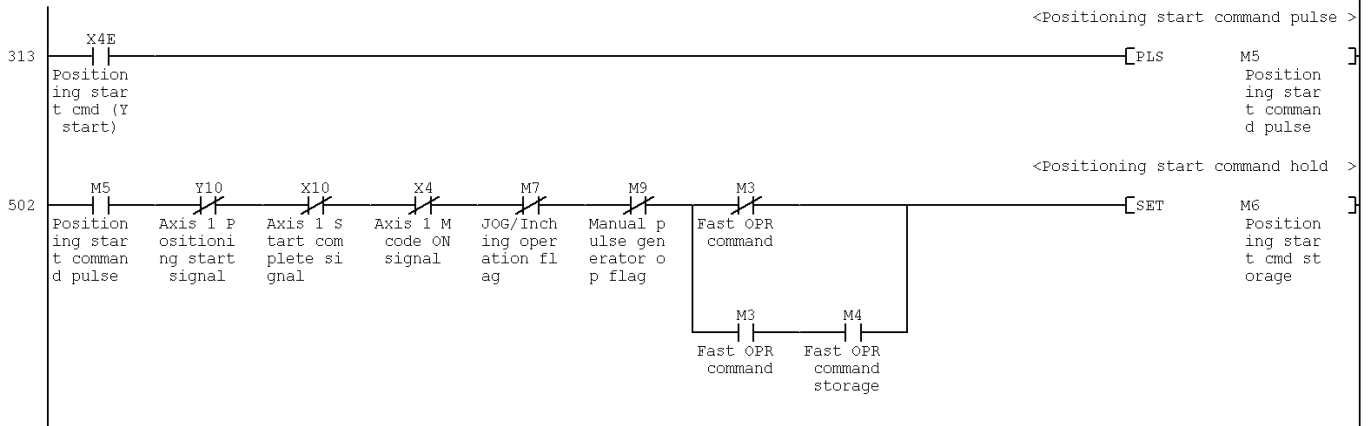 <Positioning start command pulse >
X4E
313
[PLS M5 ]
Position
ing star
t cmd (Y
start)
Position
ing star
t comman
d pulse
<Positioning start command hold >
M5 Y10 X10 X4 M7 M9 M3
502
[SET M6 ]
Position
ing star
t comman
d pulse
Axis 1 P
ositioni
ng start
signal
Axis 1 S
tart com
plete si
gnal
Axis 1 M
code ON
signal
JOG/Inch
ing oper
ation fl
ag
Manual p
ulse gen
erator o
p flag
Fast OPR
command
Position
ing star
t cmd st
orage
M3 M4
Fast OPR
command
Fast OPR
command
storage